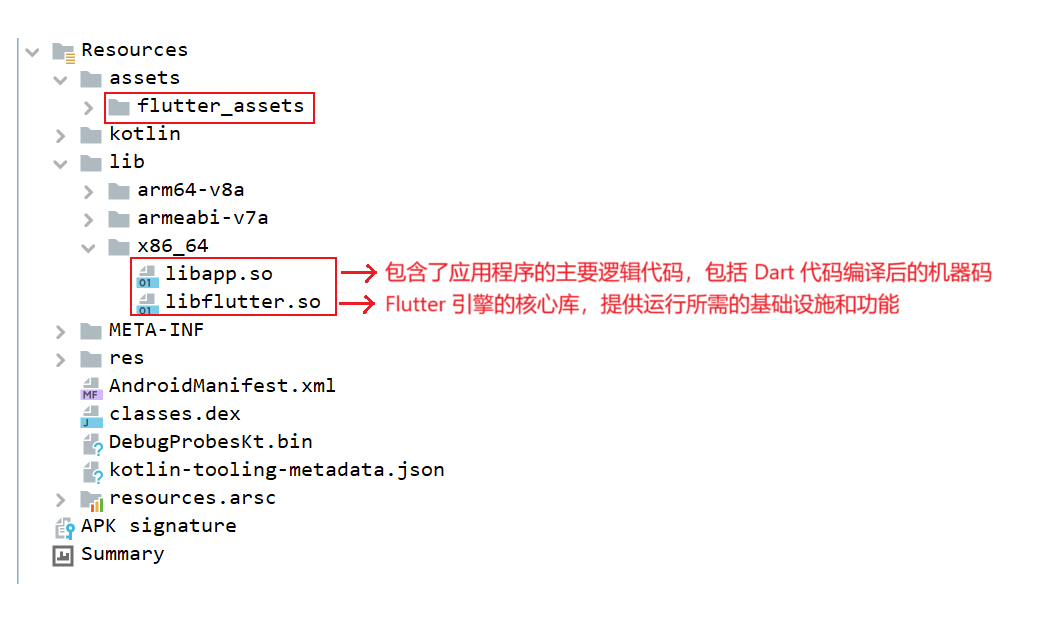 Resources
assets
flutter_assets
kotlin
lib
arm64-v8a
armeabi-v7a
x86_64
libapp.so 包含了应用程序的主要逻辑代码，包括 Dart 代码编译后的机器码
libflutter.so Flutter 引擎的核心库，提供运行所需的基础设施和功能
META-INF
res
AndroidManifest.xml
classes.dex
DebugProbesKt.bin
kotlin-tooling-metadata.json
resources.arsc
APK signature
Summary